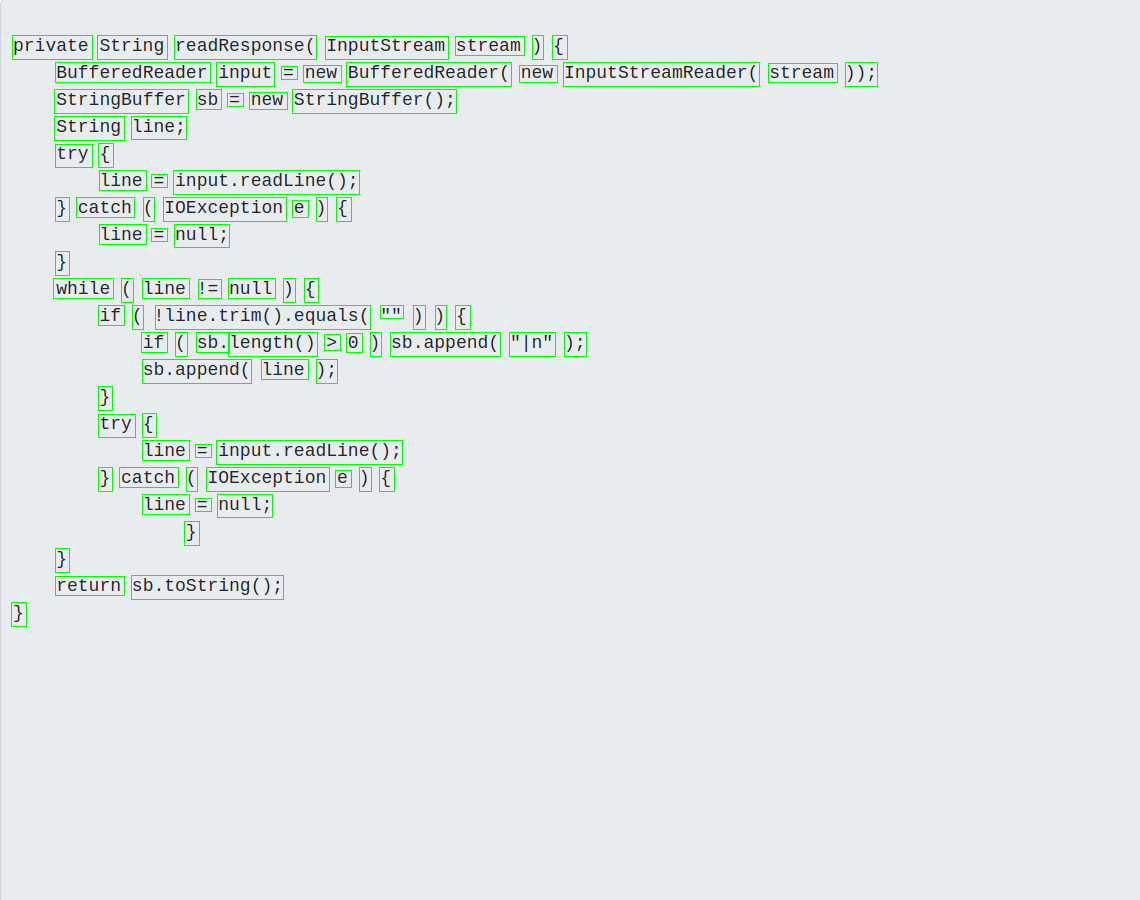 private String readResponse( InputStream stream ) {
    BufferedReader input = new BufferedReader( new InputStreamReader( stream ));
    StringBuffer sb = new StringBuffer();
    String line;
    try {
        line = input.readLine();
    } catch ( IOException e ) {
        line = null;
    }
    while ( line != null ) {
        if ( !line.trim().equals( "" ) ) {
            if ( sb.length() > 0 ) sb.append( "|n" );
            sb.append( line );
        }
        try {
            line = input.readLine();
        } catch ( IOException e ) {
            line = null;
                }
    }
    return sb.toString();
}